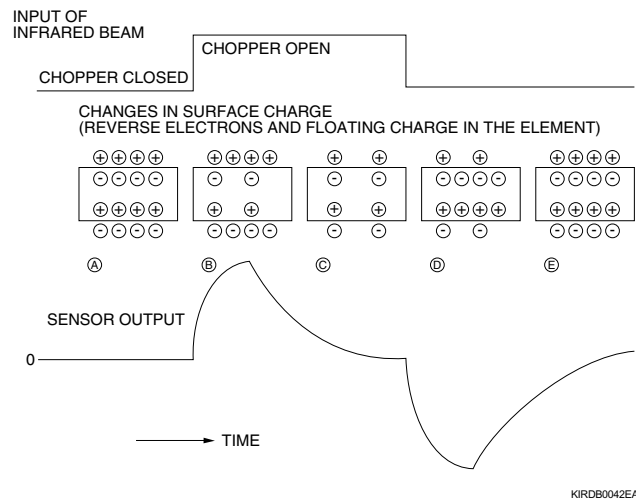 INPUT OF
INFRARED BEAM
CHOPPER OPEN
CHOPPER CLOSED
CHANGES IN SURFACE CHARGE
(REVERSE ELECTRONS AND FLOATING CHARGE IN THE ELEMENT)
+ + + + + + + + + + + + + +
- - - - - - - - - - - - - - - -
+ + + + + + + + + + + + + + + +
- - - - - - - - - - - - - - - -
A B C D E
SENSOR OUTPUT
0
TIME
KIRDB0042EA